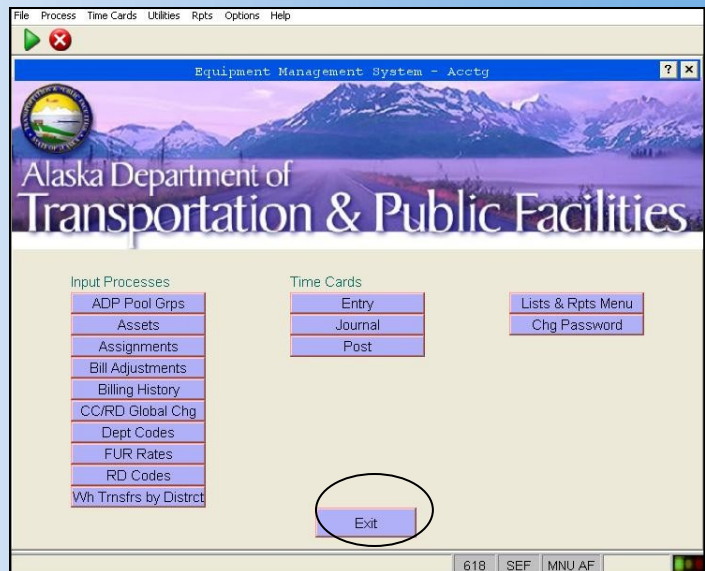 File Process Time Cards Utilities Rpts Options Help
Equipment Management System - Acctg
Alaska Department of
Transportation & Public Facilities
Input Processes
ADP Pool Grps
Assets
Assignments
Bill Adjustments
Billing History
CC/RD Global Chg
Dept Codes
FUR Rates
RD Codes
Wh Trnsfrs by Distrct
Time Cards
Entry
Journal
Post
Lists & Rpts Menu
Chg Password
Exit
618 SEF MNU AF